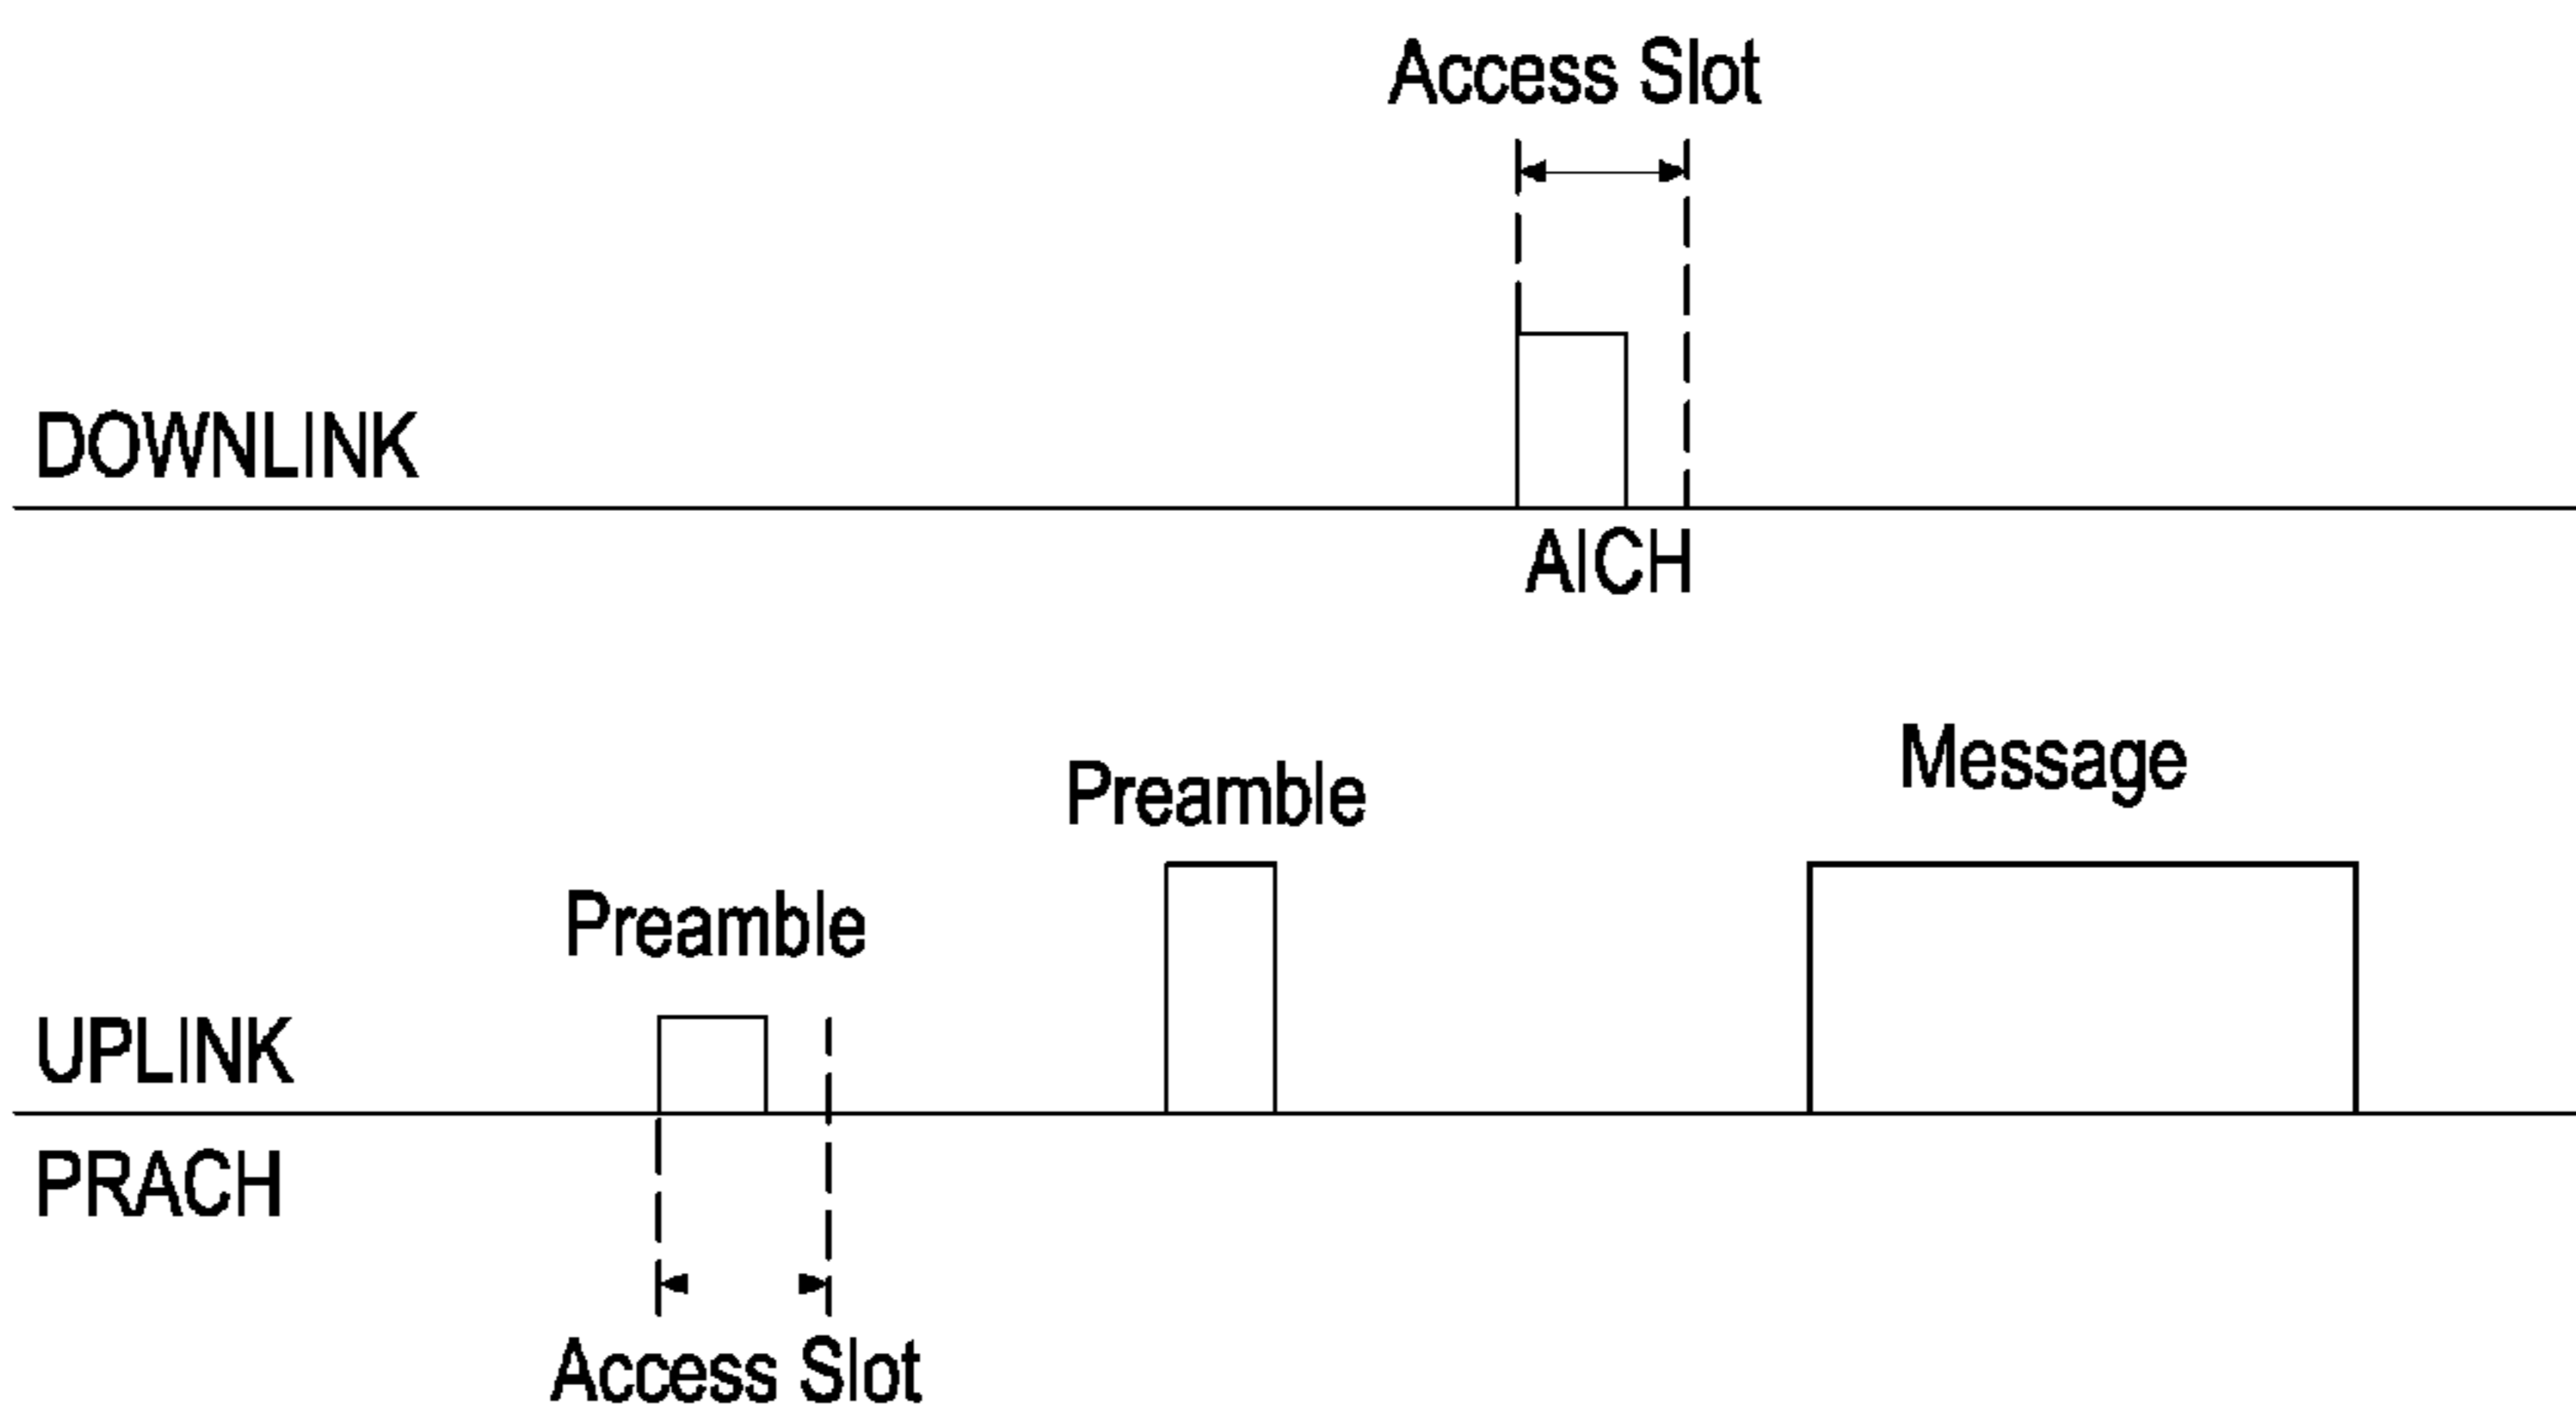 Access Slot
DOWNLINK
AICH
Message
Preamble
Preamble
UPLINK
PRACH
Access Slot